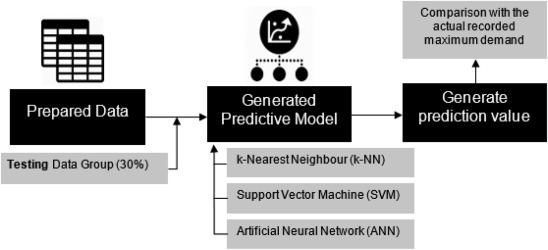 Comparison with the
actual recorded
maximum demand
Prepared Data
Generated
Predictive Model
Generate
prediction value
Testing Data Group (30%)
k-Nearest Neighbour (k-NN)
Support Vector Machine (SVM)
Artificial Neural Network (ANN)